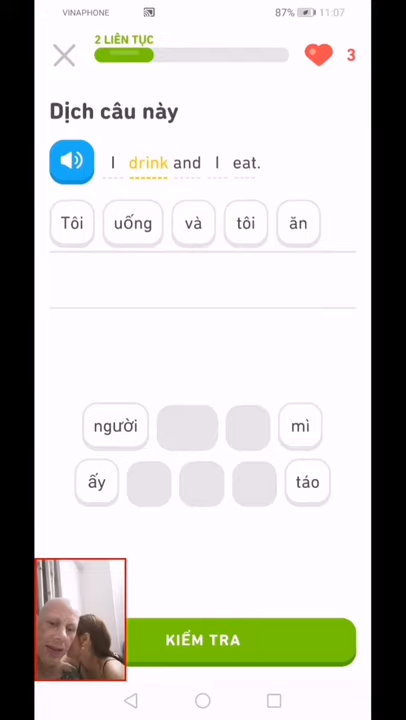 VINAPHONE 87% 11:07
2 LIÊN TỤC
3
Dịch câu này
I drink and I eat.
Tôi uống và tôi ăn
người mì
ấy táo
KIỂM TRA